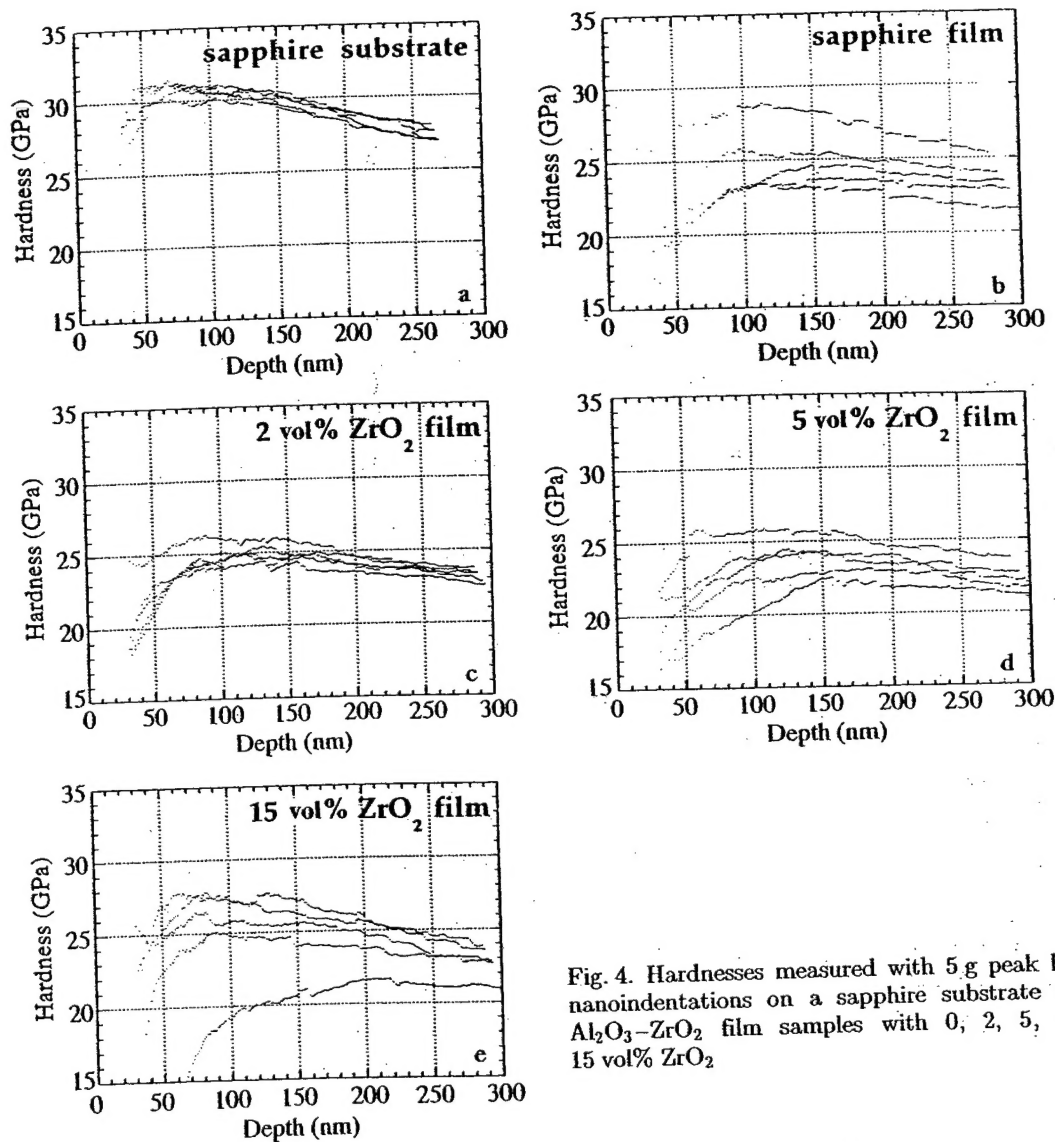 sapphire substrate
35
30
25
20
15
Hardness (GPa)
a
0 50 100 150 200 250 300
Depth (nm)
sapphire film
35
30
25
20
15
Hardness (GPa)
b
0 50 100 150 200 250 300
Depth (nm)
2 vol% ZrO₂ film
35
30
25
20
15
Hardness (GPa)
c
0 50 100 150 200 250 300
Depth (nm)
5 vol% ZrO₂ film
35
30
25
20
15
Hardness (GPa)
d
0 50 100 150 200 250 300
Depth (nm)
15 vol% ZrO₂ film
35
30
25
20
15
Hardness (GPa)
e
0 50 100 150 200 250 300
Depth (nm)
Fig. 4. Hardnesses measured with 5 g peak
nanoindentations on a sapphire substrate
Al₂O₃–ZrO₂ film samples with 0, 2, 5,
15 vol% ZrO₂